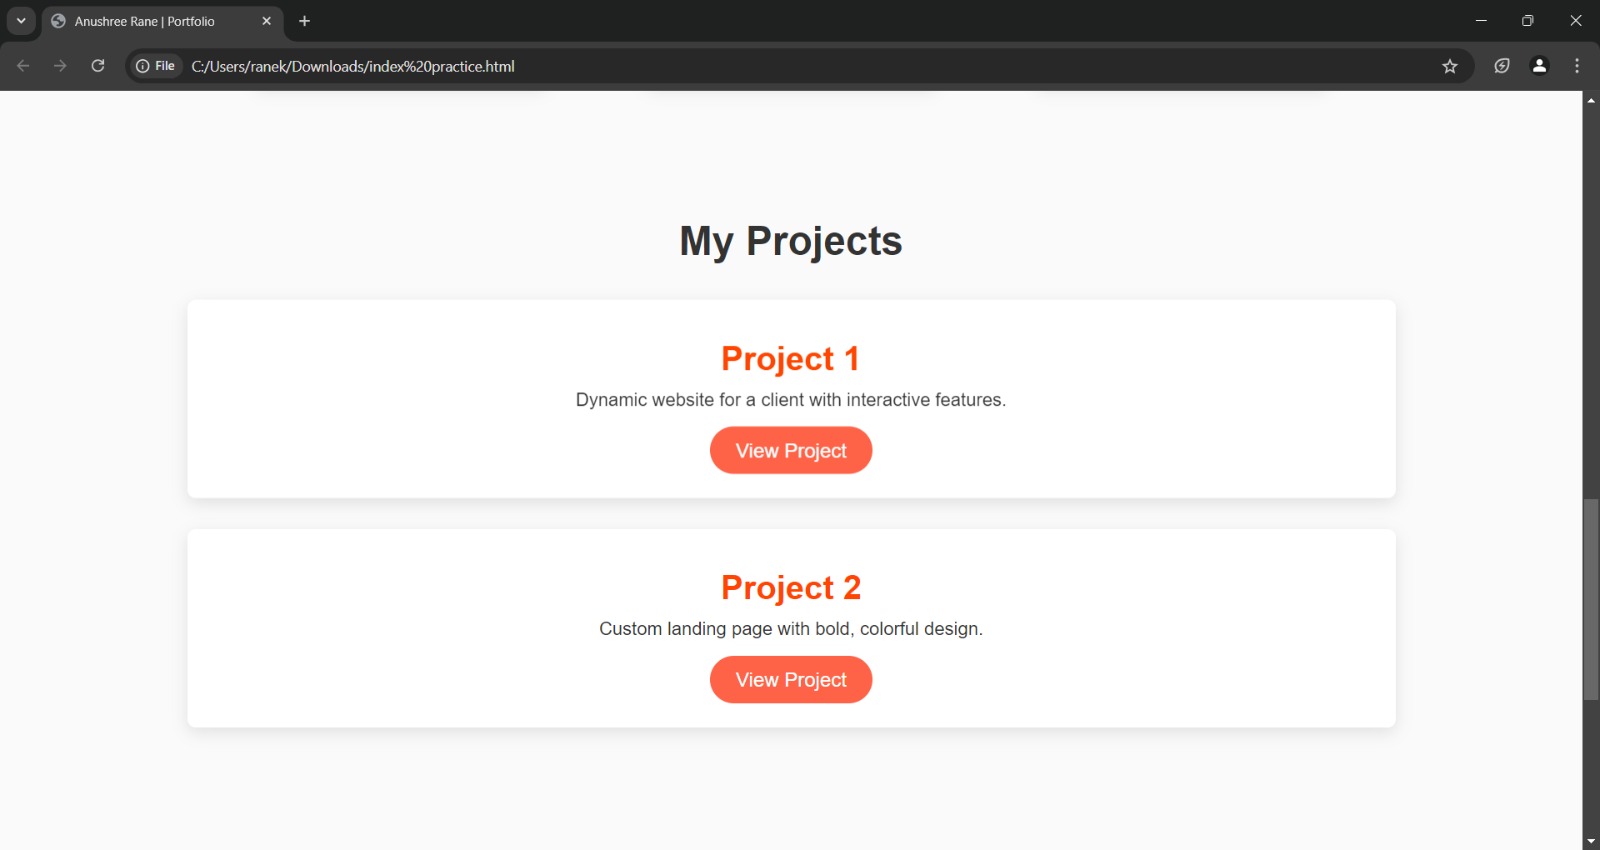 Anushree Rane | Portfolio
File C:/Users/ranek/Downloads/index%20practice.html
My Projects
Project 1
Dynamic website for a client with interactive features.
View Project
Project 2
Custom landing page with bold, colorful design.
View Project